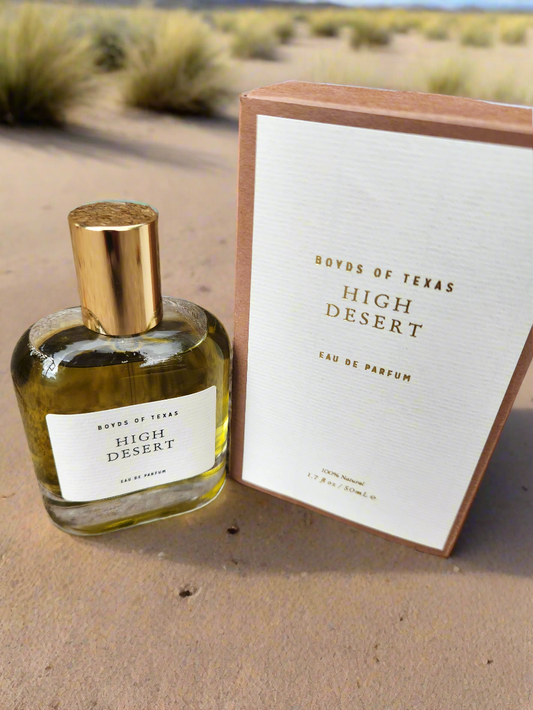 BOYDS OF TEXAS
HIGH
DESERT
EAU DE PARFUM
BOYDS OF TEXAS
HIGH
DESERT
EAU DE PARFUM
100% Natural
1.7 fl oz / 50mL ℮